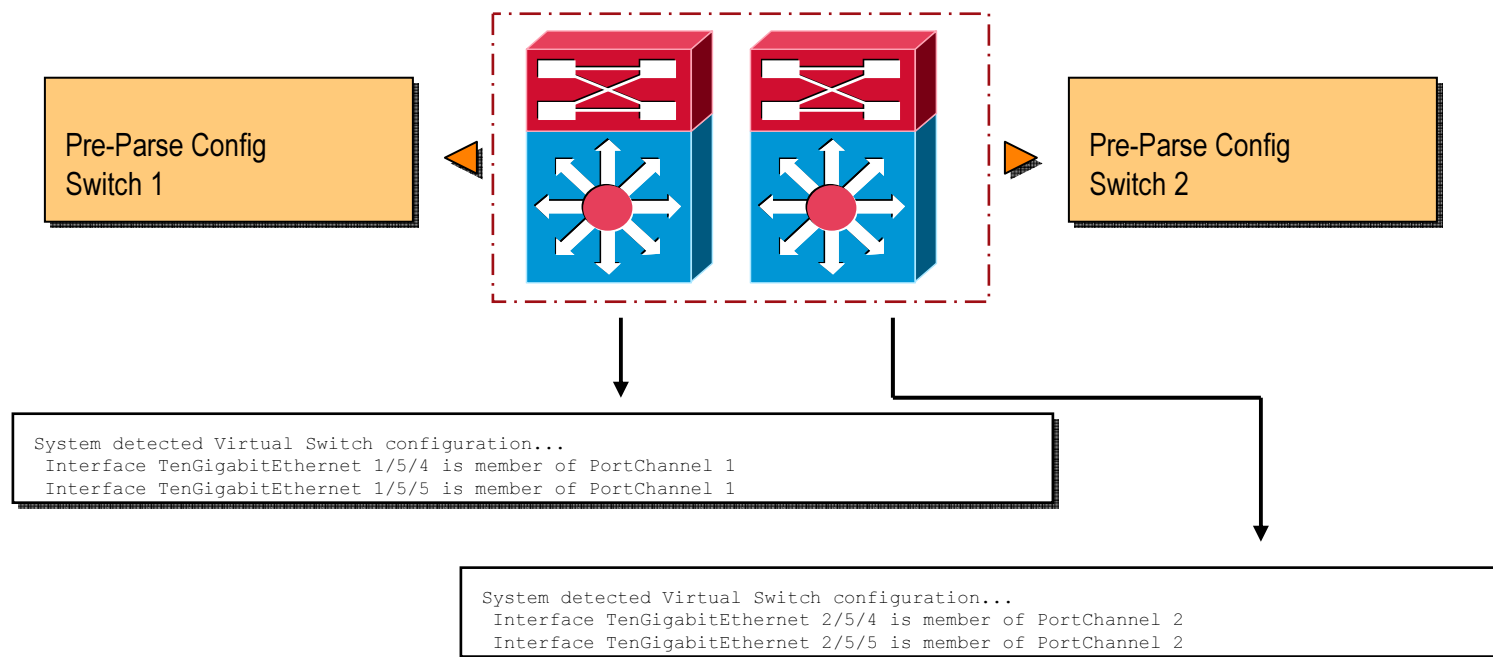 Pre-Parse Config
Switch 1
Pre-Parse Config
Switch 2
System detected Virtual Switch configuration...
Interface TenGigabitEthernet 1/5/4 is member of PortChannel 1
Interface TenGigabitEthernet 1/5/5 is member of PortChannel 1
System detected Virtual Switch configuration...
Interface TenGigabitEthernet 2/5/4 is member of PortChannel 2
Interface TenGigabitEthernet 2/5/5 is member of PortChannel 2